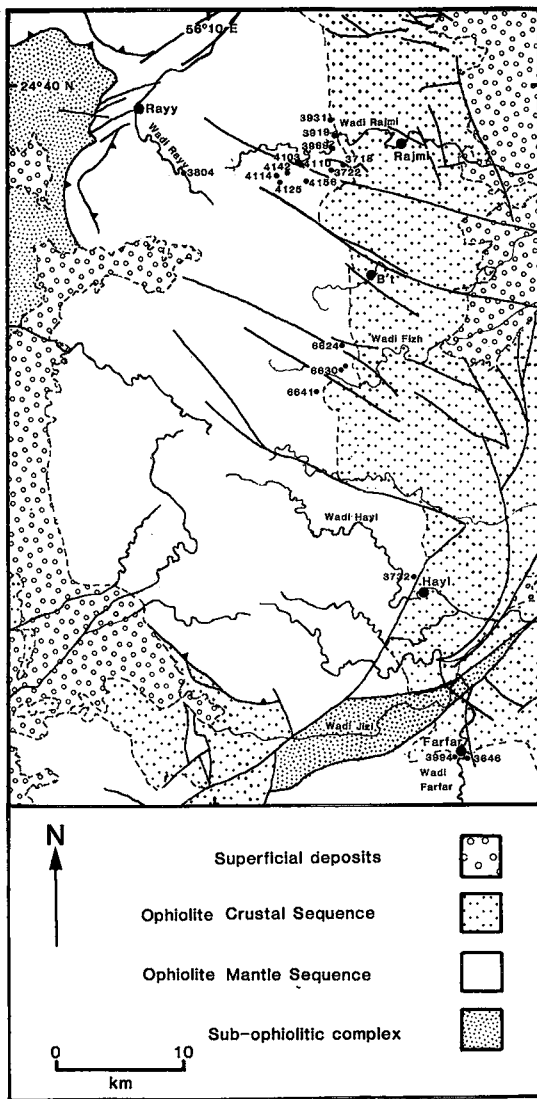 56°10 E
24°40 N
Rayy
Wadi Rayy
3804
3931
Wadi Rajmi
3919
Rajmi
4103
4110
3718
4142
3722
4114
4156
4125
B't
Wadi Fizh
6624
6630
6641
Wadi Hayl
3732
Hayl
Wadi Jizi
Farfar
3994
3646
Wadi
Farfar
N
Superficial deposits
Ophiolite Crustal Sequence
Ophiolite Mantle Sequence
Sub-ophiolitic complex
0
10
km